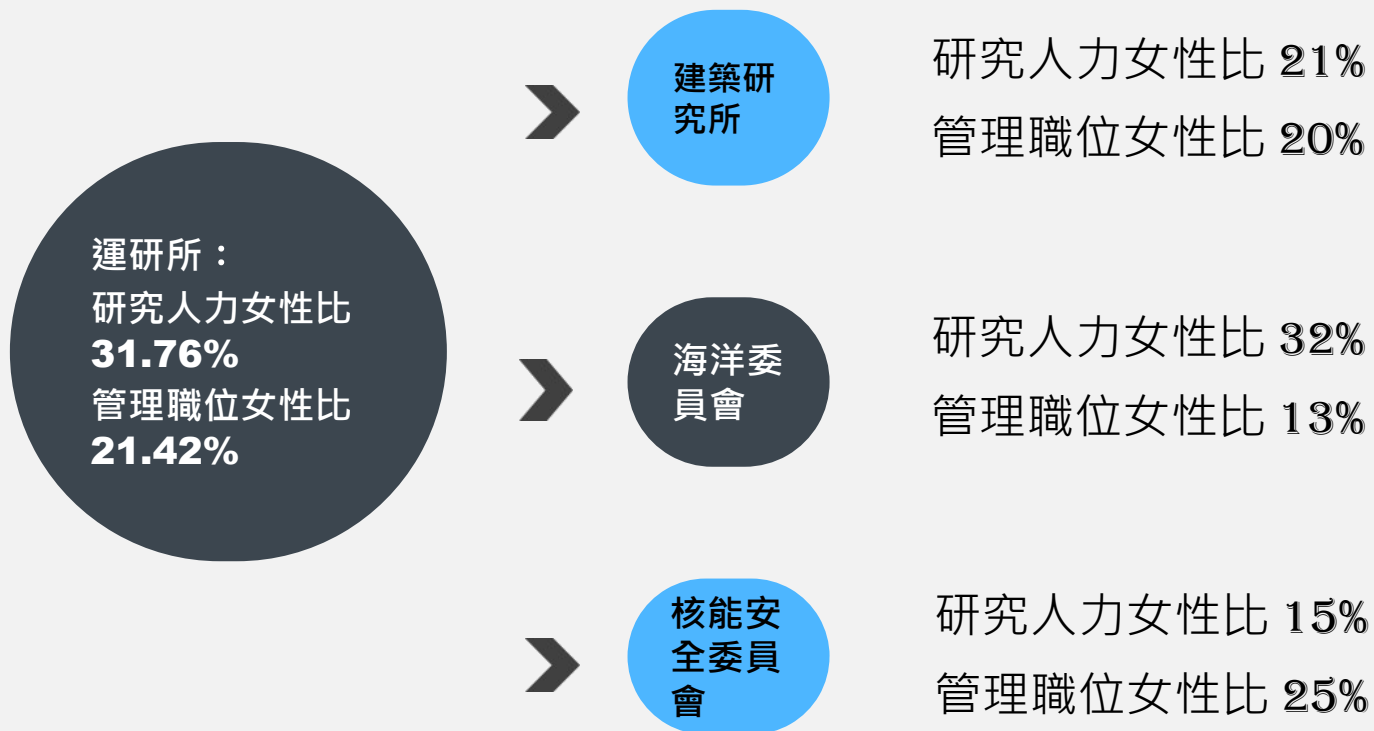 運研所：
研究人力女性比
31.76%
管理職位女性比
21.42%
建築研
究所
研究人力女性比 21%
管理職位女性比 20%
海洋委
員會
研究人力女性比 32%
管理職位女性比 13%
核能安
全委員
會
研究人力女性比 15%
管理職位女性比 25%